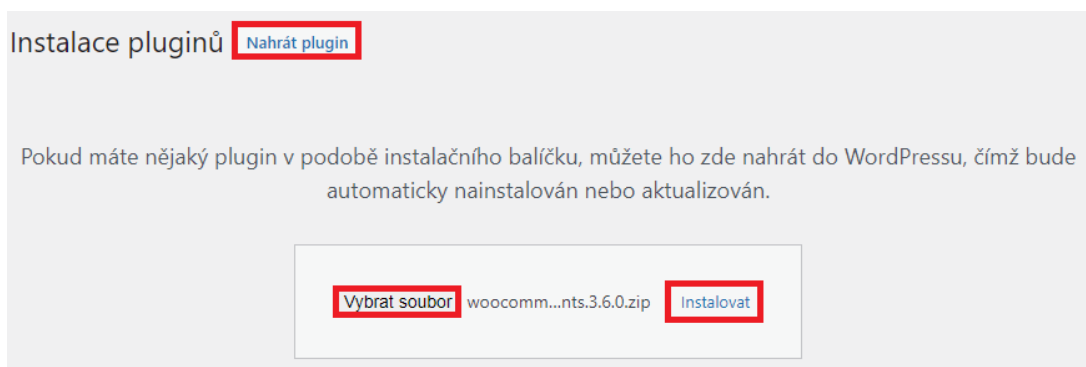 Instalace pluginů Nahrát plugin
Pokud máte nějaký plugin v podobě instalačního balíčku, můžete ho zde nahrát do WordPressu, čímž bude
automaticky nainstalován nebo aktualizován.
Vybrat soubor woocomm...nts.3.6.0.zip Instalovat